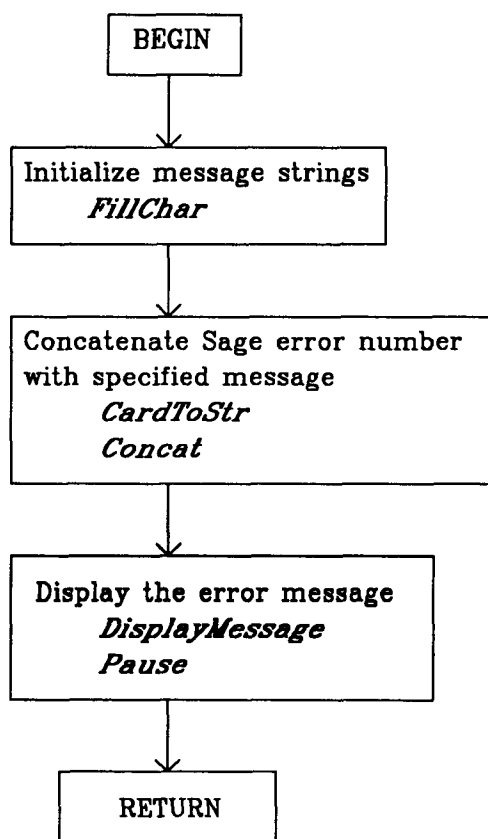 BEGIN
Initialize message strings
FillChar
Concatenate Sage error number
with specified message
CardToStr
Concat
Display the error message
DisplayMessage
Pause
RETURN